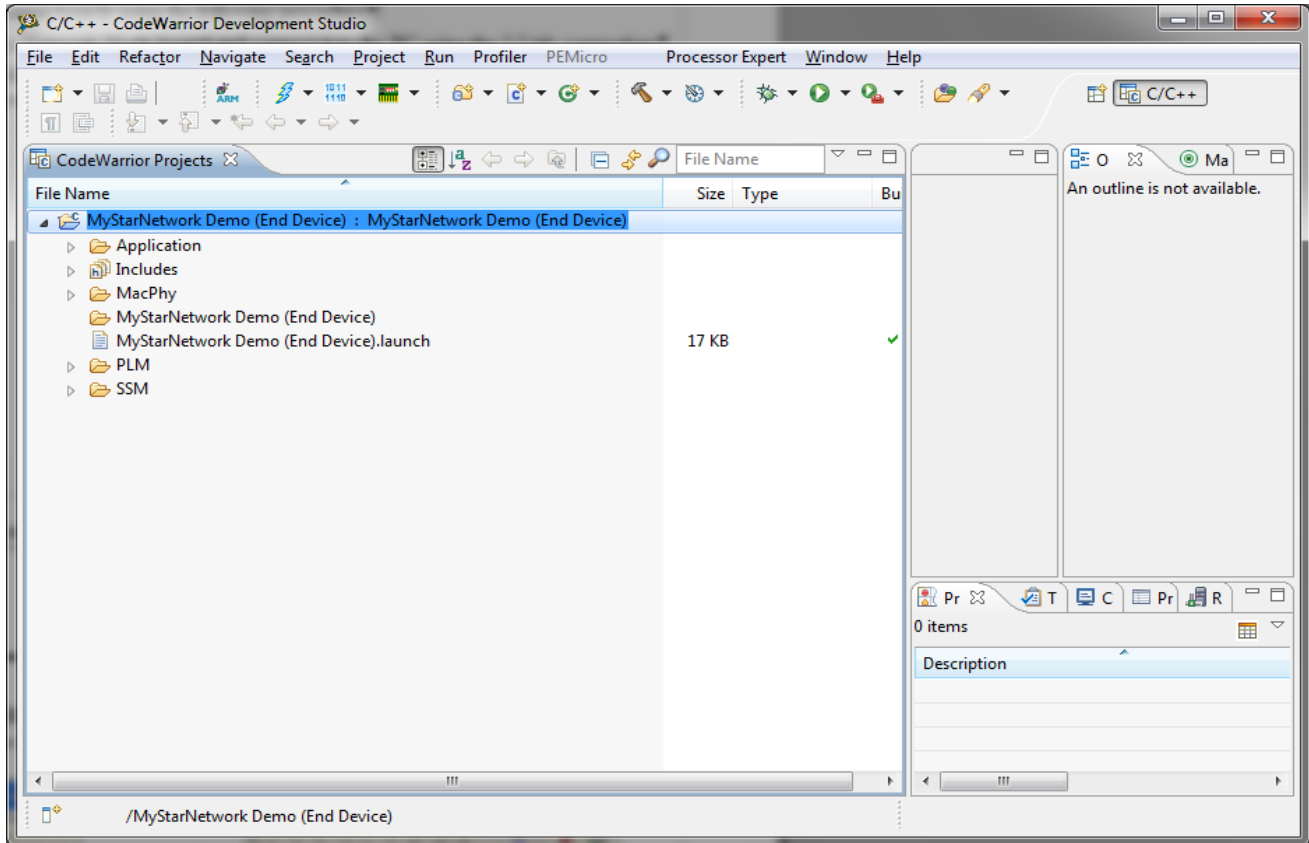 C/C++ - CodeWarrior Development Studio
File Edit Refactor Navigate Search Project Run Profiler PEMicro Processor Expert Window Help
1011
1110
ARM
C/C++
CodeWarrior Projects
File Name
O
Ma
File Name Size Type Bu
An outline is not available.
MyStarNetwork Demo (End Device) : MyStarNetwork Demo (End Device)
Application
Includes
MacPhy
MyStarNetwork Demo (End Device)
MyStarNetwork Demo (End Device).launch 17 KB
PLM
SSM
Pr T C Pr R
0 items
Description
/MyStarNetwork Demo (End Device)